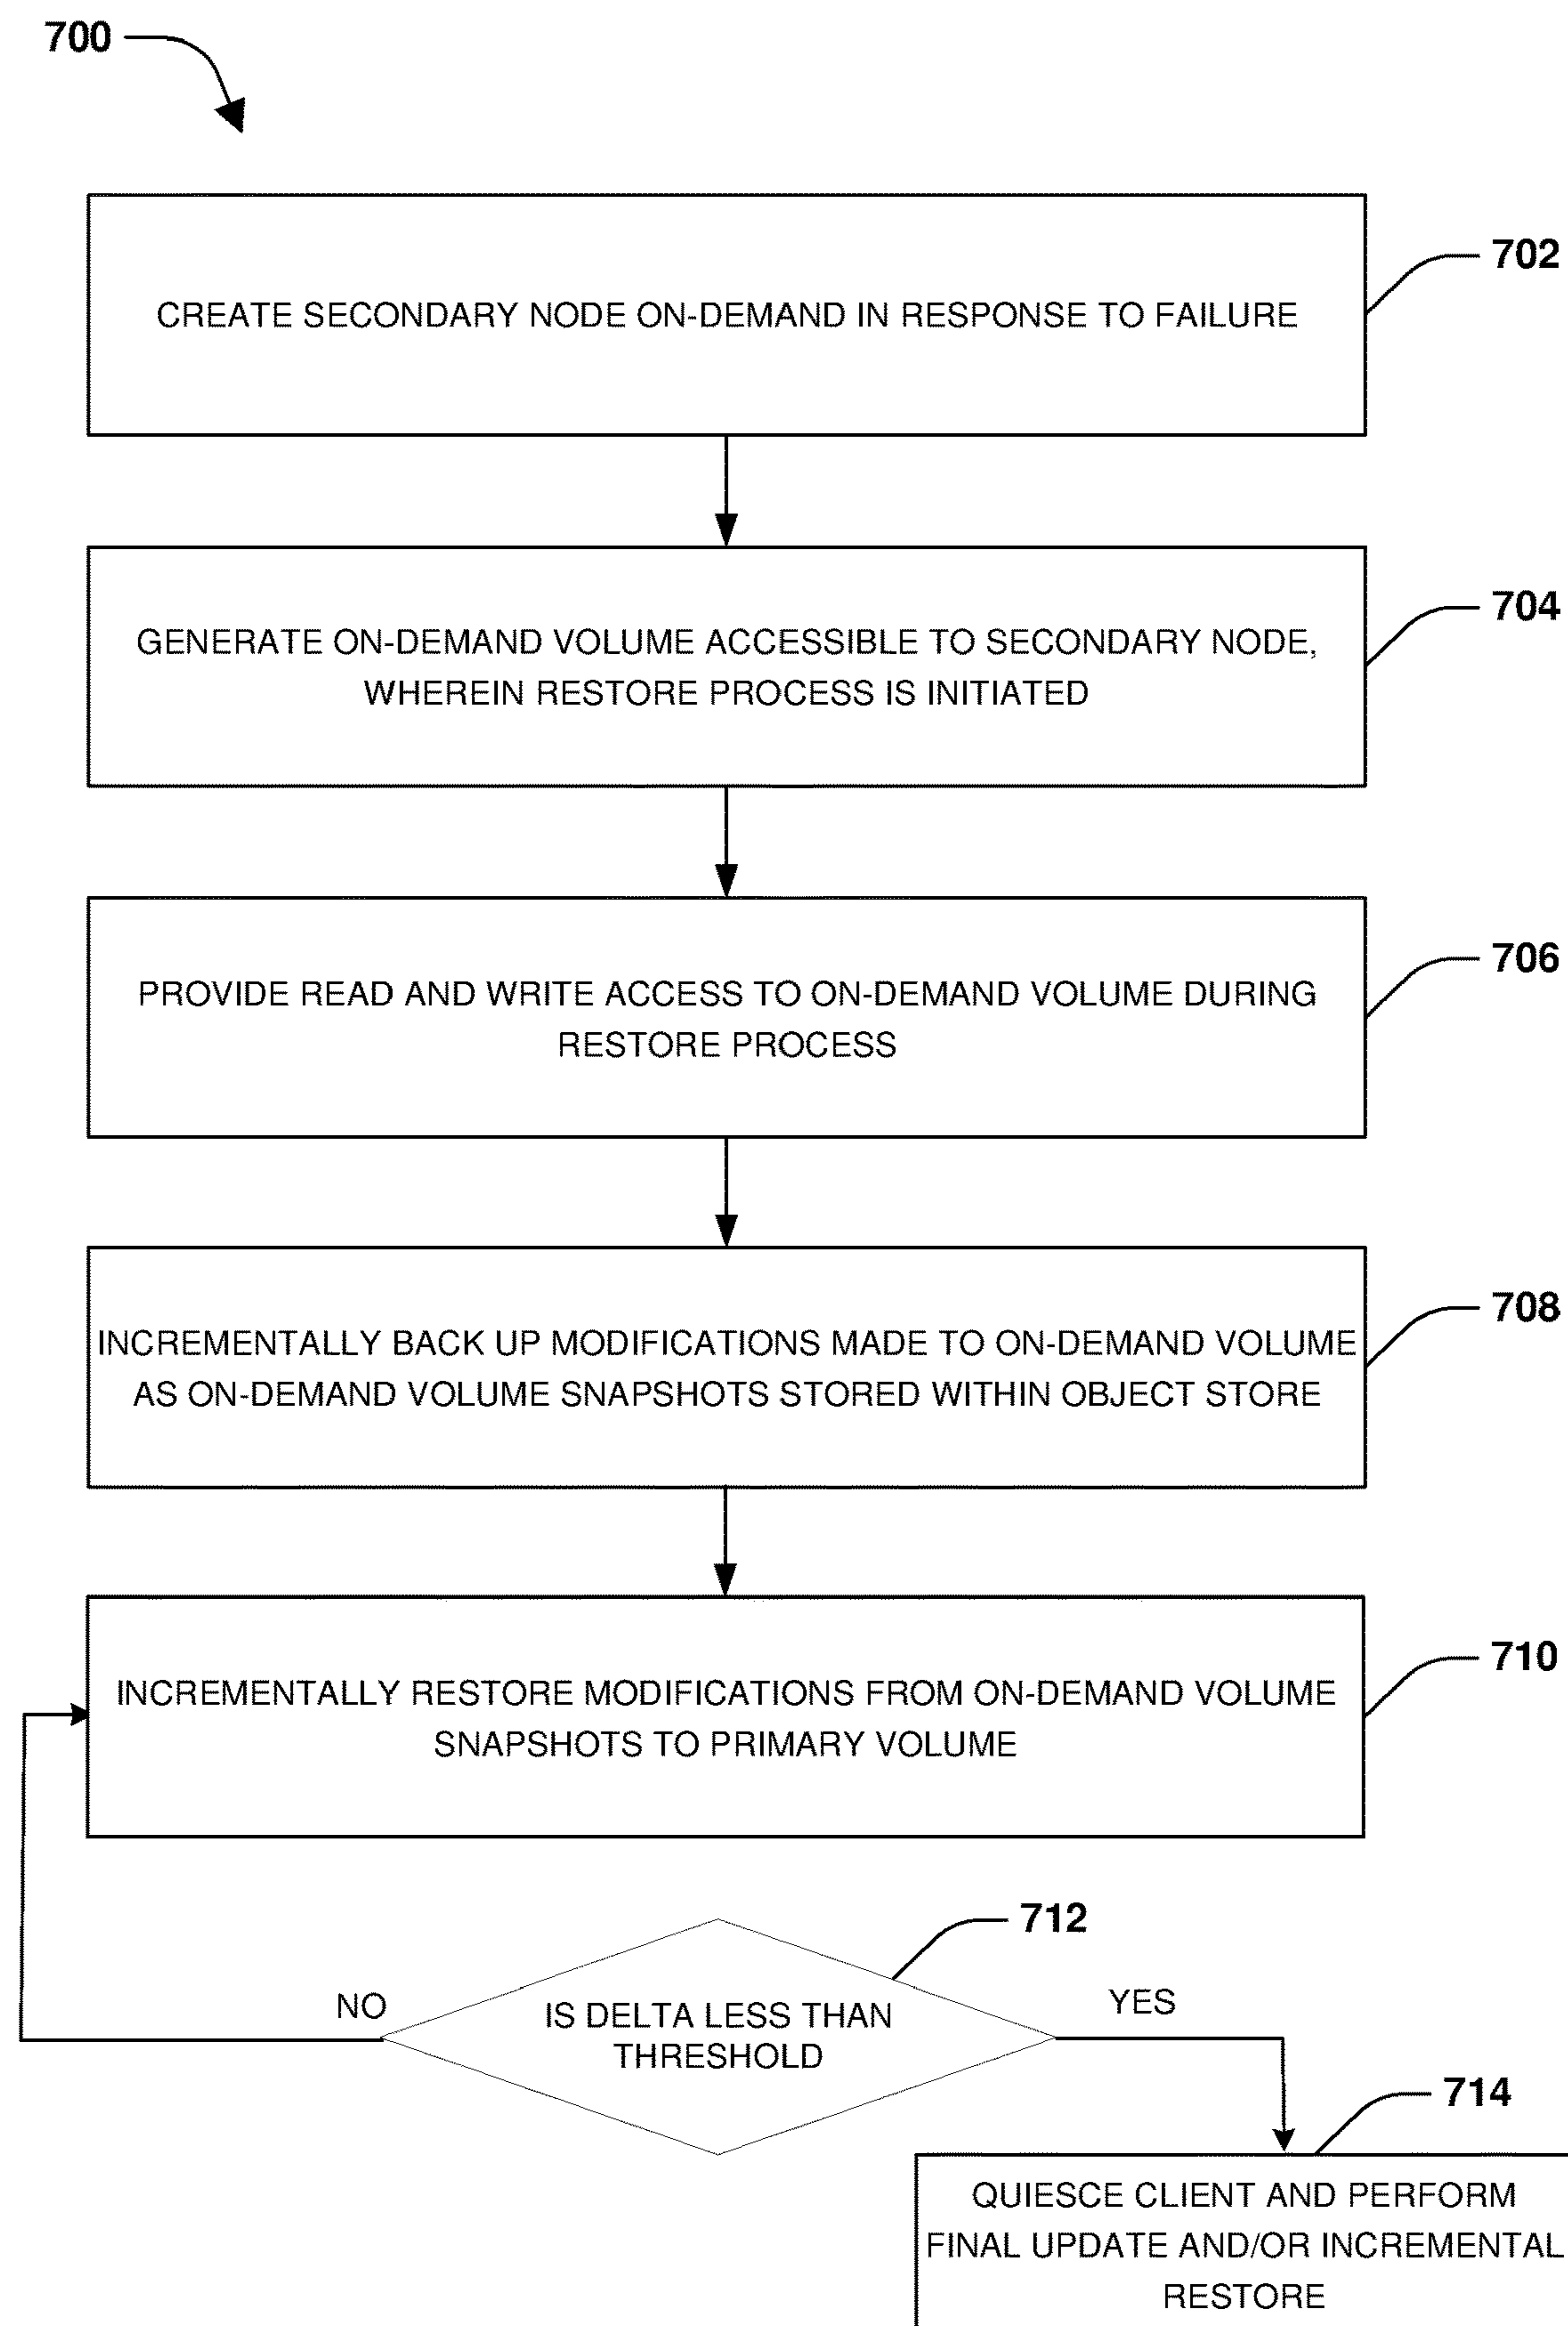 700
702
CREATE SECONDARY NODE ON-DEMAND IN RESPONSE TO FAILURE
704
GENERATE ON-DEMAND VOLUME ACCESSIBLE TO SECONDARY NODE,
WHEREIN RESTORE PROCESS IS INITIATED
706
PROVIDE READ AND WRITE ACCESS TO ON-DEMAND VOLUME DURING
RESTORE PROCESS
708
INCREMENTALLY BACK UP MODIFICATIONS MADE TO ON-DEMAND VOLUME
AS ON-DEMAND VOLUME SNAPSHOTS STORED WITHIN OBJECT STORE
710
INCREMENTALLY RESTORE MODIFICATIONS FROM ON-DEMAND VOLUME
SNAPSHOTS TO PRIMARY VOLUME
712
NO
IS DELTA LESS THAN
THRESHOLD
YES
714
QUIESCE CLIENT AND PERFORM
FINAL UPDATE AND/OR INCREMENTAL
RESTORE